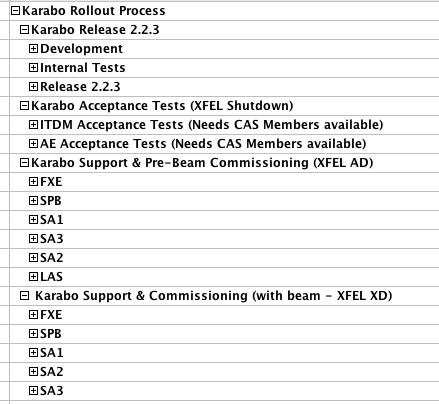 Karabo Rollout Process
Karabo Release 2.2.3
Development
Internal Tests
Release 2.2.3
Karabo Acceptance Tests (XFEL Shutdown)
ITDM Acceptance Tests (Needs CAS Members available)
AE Acceptance Tests (Needs CAS Members available)
Karabo Support & Pre-Beam Commissioning (XFEL AD)
FXE
SPB
SA1
SA3
SA2
LAS
Karabo Support & Commissioning (with beam - XFEL XD)
FXE
SPB
SA1
SA2
SA3